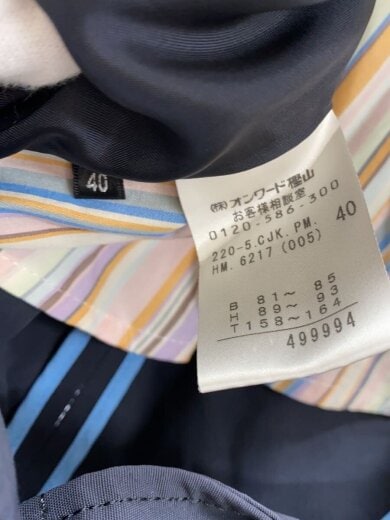 40
㈱オンワード樫山
お客様相談室
0120-586-300
220-5.CJK.PM. 40
HM. 6217 (005)
B 81～ 85
H 89～ 93
T 158～164
499994